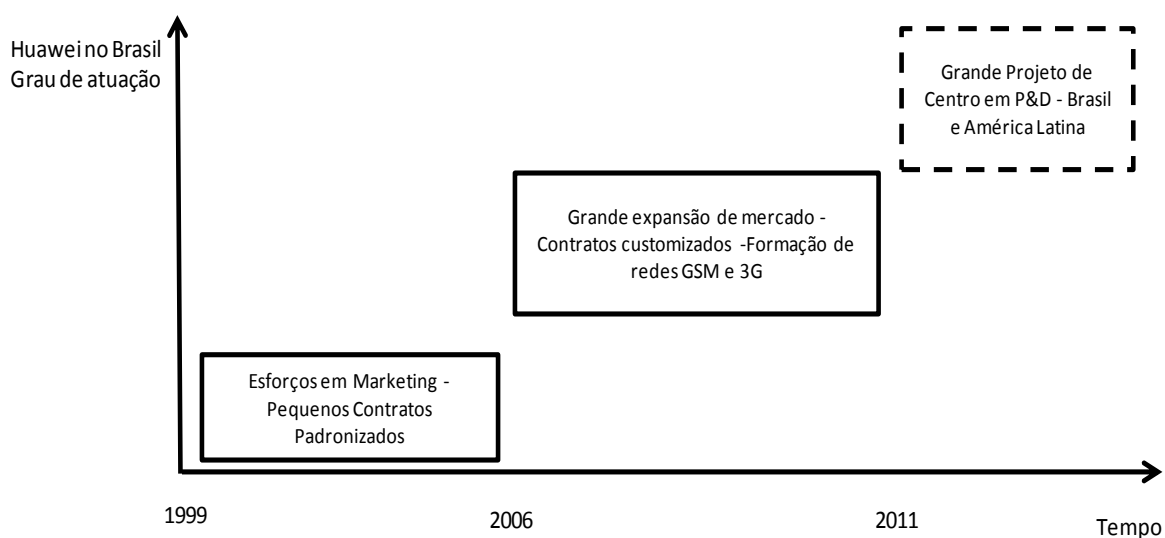 Huawei no Brasil
Grau de atuação
Grande Projeto de
Centro em P&D - Brasil
e América Latina
Grande expansão de mercado -
Contratos customizados -Formação de
redes GSM e 3G
Esforços em Marketing -
Pequenos Contratos
Padronizados
1999
2006
2011
Tempo